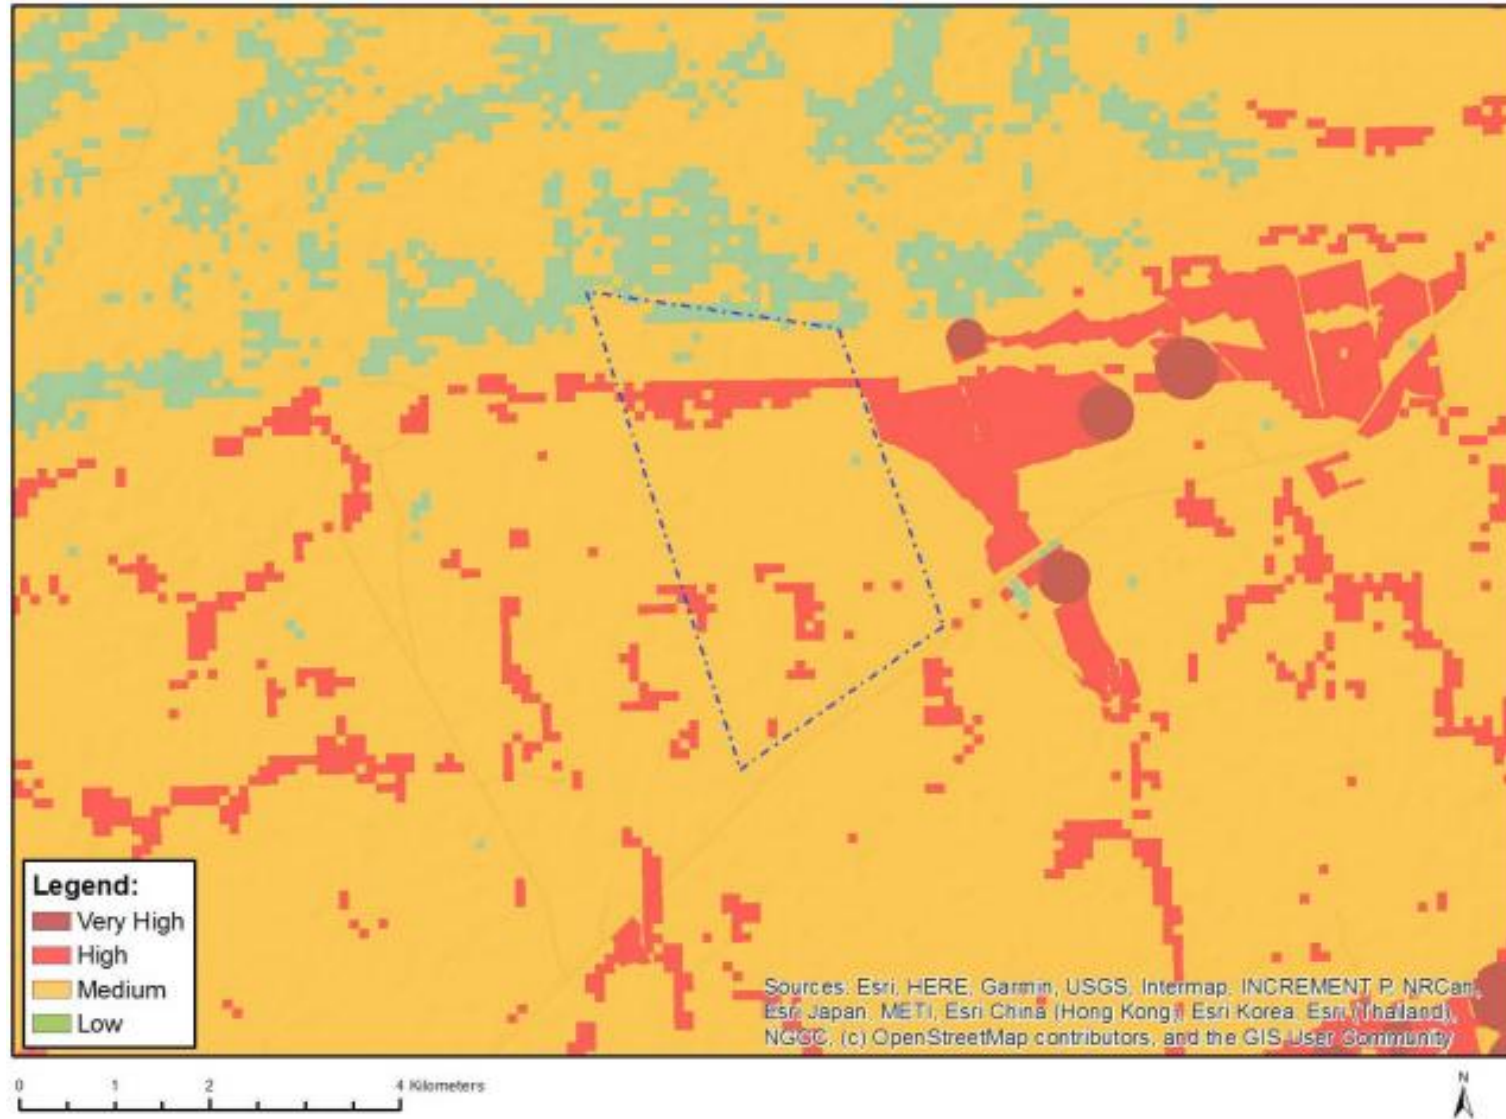 Legend:
Very High
High
Medium
Low
Sources: Esri, HERE, Garmin, USGS, Intermap, INCREMENT P, NRCan,
Esri Japan, METI, Esri China (Hong Kong), Esri Korea, Esri (Thailand),
NGCC, (c) OpenStreetMap contributors, and the GIS User Community
0 1 2 4 Kilometers
N